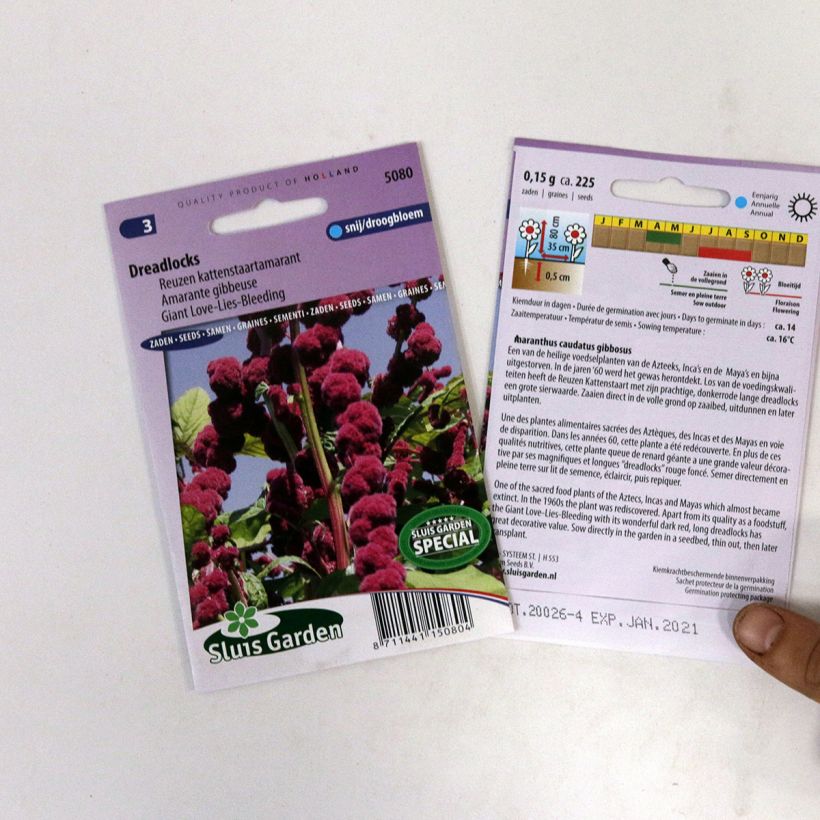 QUALITY PRODUCT OF HOLLAND
5080
3
snij/droogbloem
Dreadlocks
Reuzen kattenstaartamarant
Amarante gibbeuse
Giant Love-Lies-Bleeding
ZADEN • SEEDS • SAMEN • GRAINES • SEMENTI • ZADEN • SEEDS • SAMEN • GRAINES • SE
SLUIS GARDEN
SPECIAL
Sluis Garden
8 711441 150804
0,15 g ca. 225
zaden | graines | seeds
Eenjarig
Annuelle
Annual
J F M A M J J A S O N D
80 cm
35 cm
0,5 cm
Zaaien in
de vollegrond
Semer en pleine terre
Sow outdoor
Bloeitijd
Floraison
Flowering
Kiemduur in dagen • Durée de germination avec jours • Days to germinate in days : ca. 14
Zaaitemperatuur • Températur de semis • Sowing temperature : ca. 16°C
maranthus caudatus gibbosus
Een van de heilige voedselplanten van de Azteeks, Inca's en de Maya's en bijna
uitgestorven. In de jaren '60 werd het gewas herontdekt. Los van de voedingskwali-
teiten heeft de Reuzen Kattenstaart met zijn prachtige, donkerrode lange dreadlocks
een grote sierwaarde. Zaaien direct in de volle grond op zaaibed, uitdunnen en later
uitplanten.
Une des plantes alimentaires sacrées des Aztèques, des Incas et des Mayas en voie
de disparition. Dans les années 60, cette plante a été redécouverte. En plus de ces
qualités nutritives, cette plante queue de renard géante a une grande valeur décora-
tive par ses magnifiques et longues "dreadlocks" rouge foncé. Semer directement en
pleine terre sur lit de semence, éclaircir, puis repiquer.
One of the sacred food plants of the Aztecs, Incas and Mayas which almost became
extinct. In the 1960s the plant was rediscovered. Apart from its quality as a foodstuff,
the Giant Love-Lies-Bleeding with its wonderful dark red, long dreadlocks has
great decorative value. Sow directly in the garden in a seedbed, thin out, then later
ansplant.
SYSTEEM ST. | H 553
Seeds B.V.
.sluisgarden.nl
Kiemkrachtbeschermende binnenverpakking
Sachet protecteur de la germination
Germination protecting package
OT.20026-4 EXP.JAN.2021